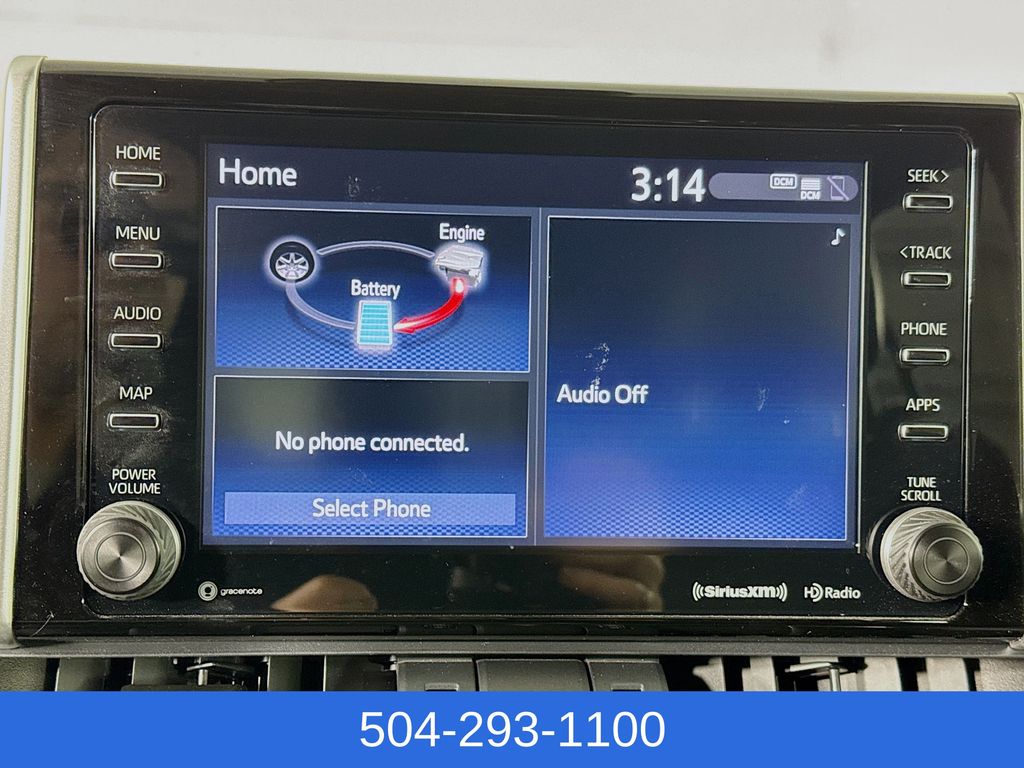 HOME
MENU
AUDIO
MAP
POWER
VOLUME
Home
3:14
DCM
DCM
Engine
Battery
No phone connected.
Select Phone
Audio Off
SEEK>
<TRACK
PHONE
APPS
TUNE
SCROLL
gracenote
((SiriusXM))
HD Radio
504-293-1100